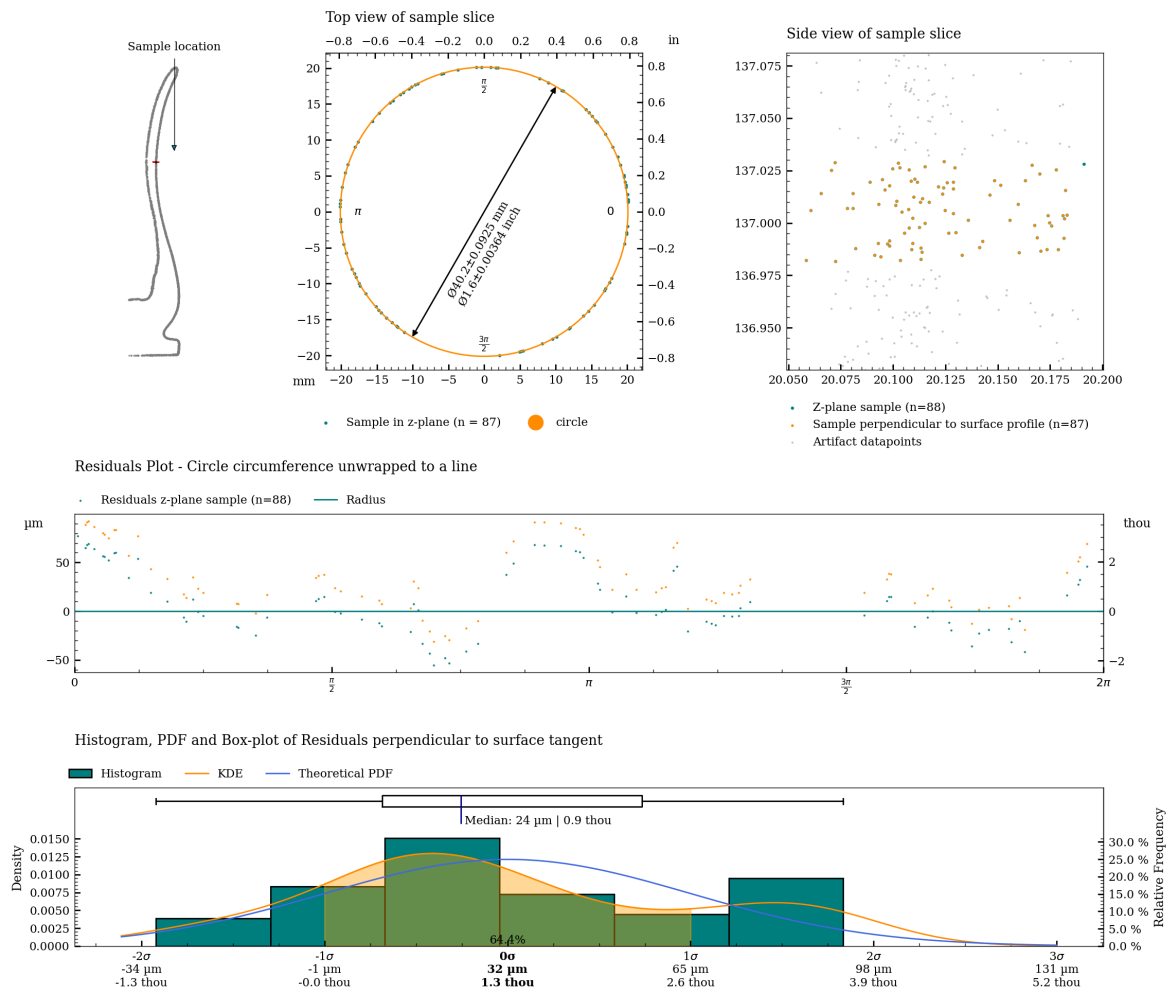 Sample location
Top view of sample slice
−0.8 −0.6 −0.4 −0.2 0.0 0.2 0.4 0.6 0.8 in
20
15
10
5
0
−5
−10
−15
−20
0.8
0.6
0.4
0.2
0.0
−0.2
−0.4
−0.6
−0.8
π/2
π
0
3π/2
Ø40.2±0.0925 mm
Ø1.6±0.00364 inch
mm −20 −15 −10 −5 0 5 10 15 20
Sample in z-plane (n = 87) circle
Side view of sample slice
137.075
137.050
137.025
137.000
136.975
136.950
20.050 20.075 20.100 20.125 20.150 20.175 20.200
Z-plane sample (n=88)
Sample perpendicular to surface profile (n=87)
Artifact datapoints
Residuals Plot - Circle circumference unwrapped to a line
Residuals z-plane sample (n=88) Radius
µm
thou
50
0
−50
2
0
−2
0 π/2 π 3π/2 2π
Histogram, PDF and Box-plot of Residuals perpendicular to surface tangent
Histogram KDE Theoretical PDF
Median: 24 µm | 0.9 thou
Density
0.0150
0.0125
0.0100
0.0075
0.0050
0.0025
0.0000
Relative Frequency
30.0 %
25.0 %
20.0 %
15.0 %
10.0 %
5.0 %
0.0 %
64.4%
-2σ -1σ 0σ 1σ 2σ 3σ
-34 µm -1 µm 32 µm 65 µm 98 µm 131 µm
-1.3 thou -0.0 thou 1.3 thou 2.6 thou 3.9 thou 5.2 thou